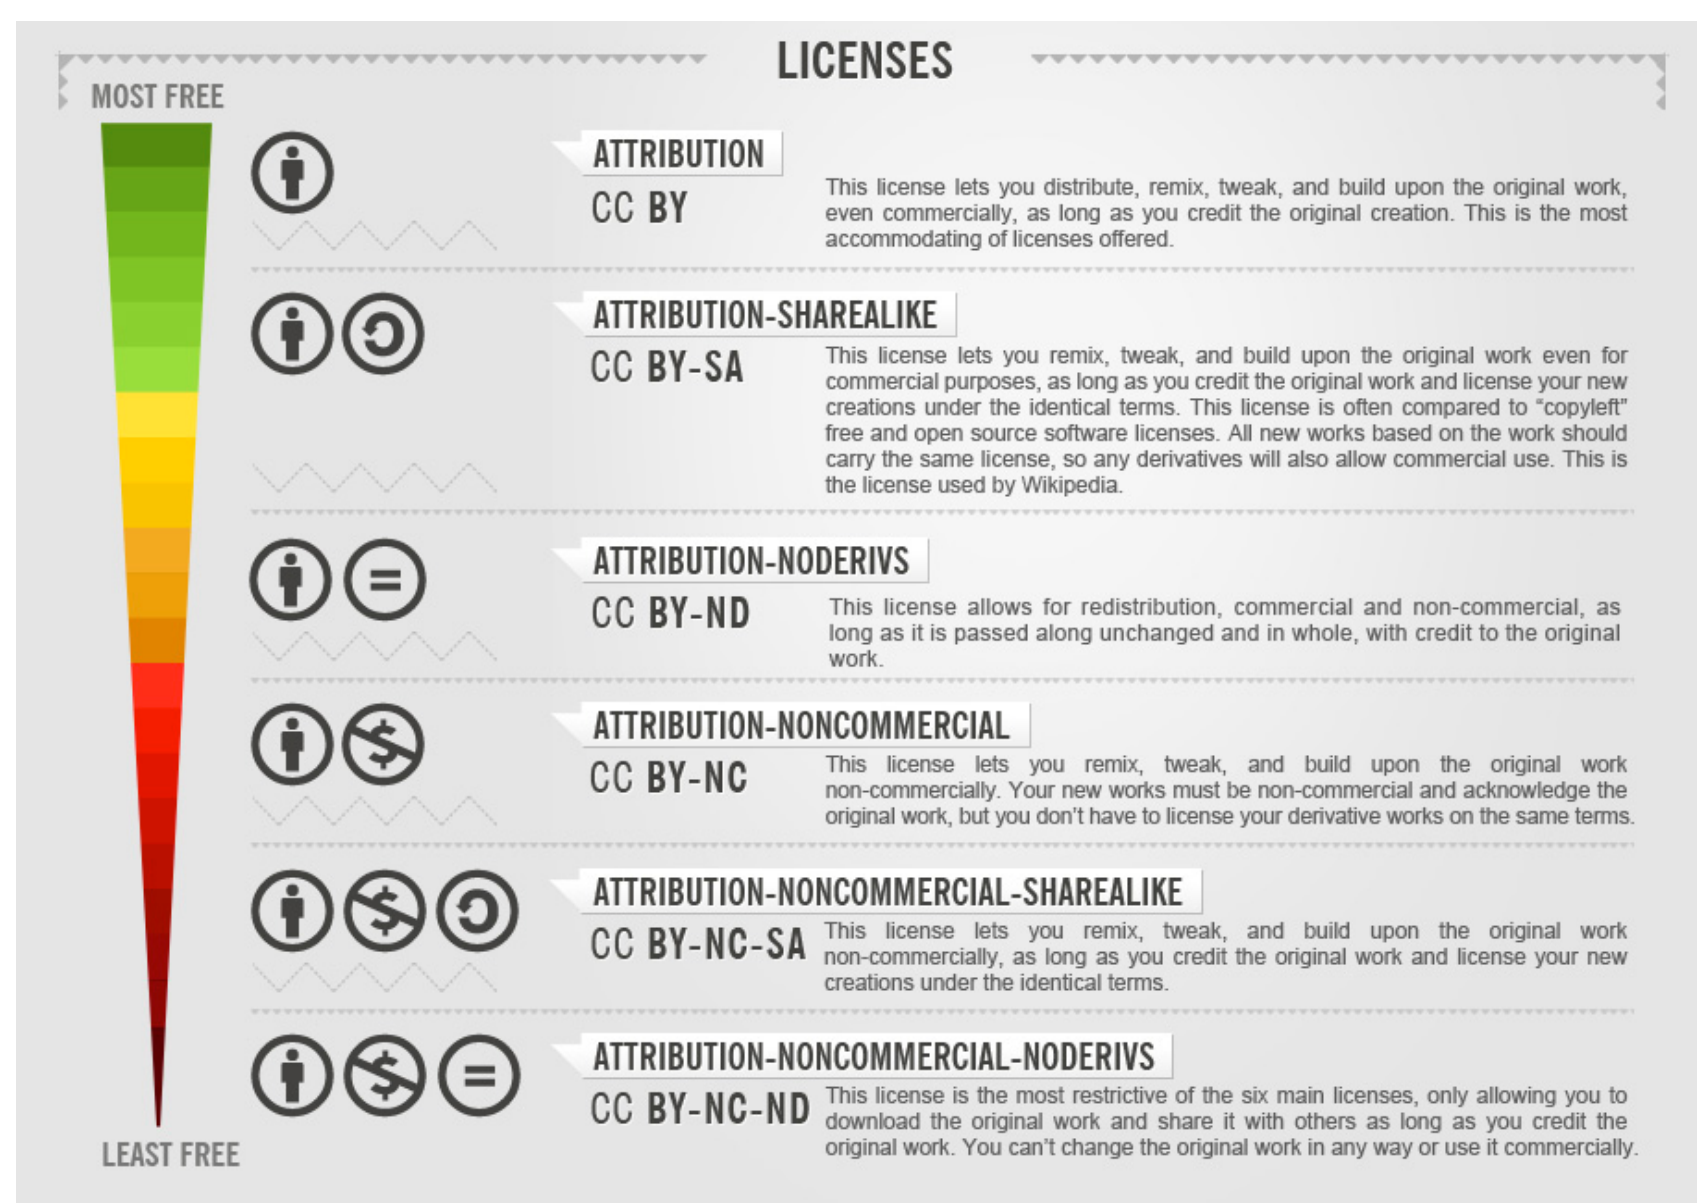 LICENSES
MOST FREE
ATTRIBUTION
CC BY
This license lets you distribute, remix, tweak, and build upon the original work,
even commercially, as long as you credit the original creation. This is the most
accommodating of licenses offered.
ATTRIBUTION-SHAREALIKE
CC BY-SA
This license lets you remix, tweak, and build upon the original work even for
commercial purposes, as long as you credit the original work and license your new
creations under the identical terms. This license is often compared to “copyleft”
free and open source software licenses. All new works based on the work should
carry the same license, so any derivatives will also allow commercial use. This is
the license used by Wikipedia.
ATTRIBUTION-NODERIVS
CC BY-ND
This license allows for redistribution, commercial and non-commercial, as
long as it is passed along unchanged and in whole, with credit to the original
work.
ATTRIBUTION-NONCOMMERCIAL
CC BY-NC
This license lets you remix, tweak, and build upon the original work
non-commercially. Your new works must be non-commercial and acknowledge the
original work, but you don't have to license your derivative works on the same terms.
ATTRIBUTION-NONCOMMERCIAL-SHAREALIKE
CC BY-NC-SA
This license lets you remix, tweak, and build upon the original work
non-commercially, as long as you credit the original work and license your new
creations under the identical terms.
ATTRIBUTION-NONCOMMERCIAL-NODERIVS
CC BY-NC-ND
This license is the most restrictive of the six main licenses, only allowing you to
download the original work and share it with others as long as you credit the
original work. You can’t change the original work in any way or use it commercially.
LEAST FREE